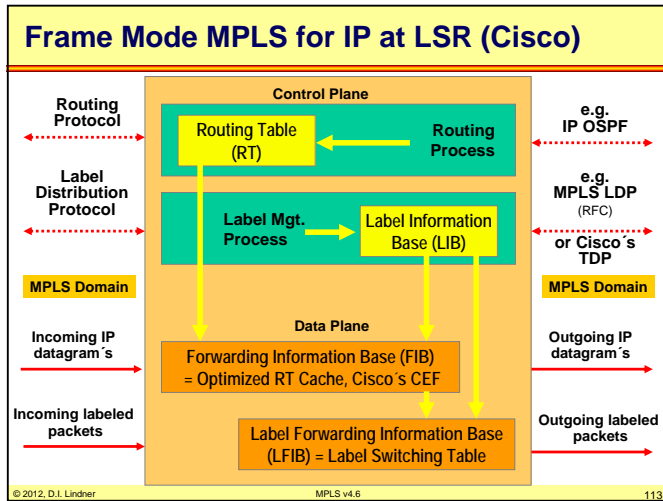 Frame Mode MPLS for IP at LSR (Cisco)
Control Plane
Routing
Protocol
Routing Table
(RT)
Routing
Process
e.g.
IP OSPF
Label
Distribution
Protocol
Label Mgt.
Process
Label Information
Base (LIB)
e.g.
MPLS LDP
(RFC)
or Cisco´s
TDP
MPLS Domain
MPLS Domain
Data Plane
Incoming IP
datagram´s
Forwarding Information Base (FIB)
= Optimized RT Cache, Cisco´s CEF
Outgoing IP
datagram´s
Incoming labeled
packets
Label Forwarding Information Base
(LFIB) = Label Switching Table
Outgoing labeled
packets
© 2012, D.I. Lindner
MPLS v4.6
113